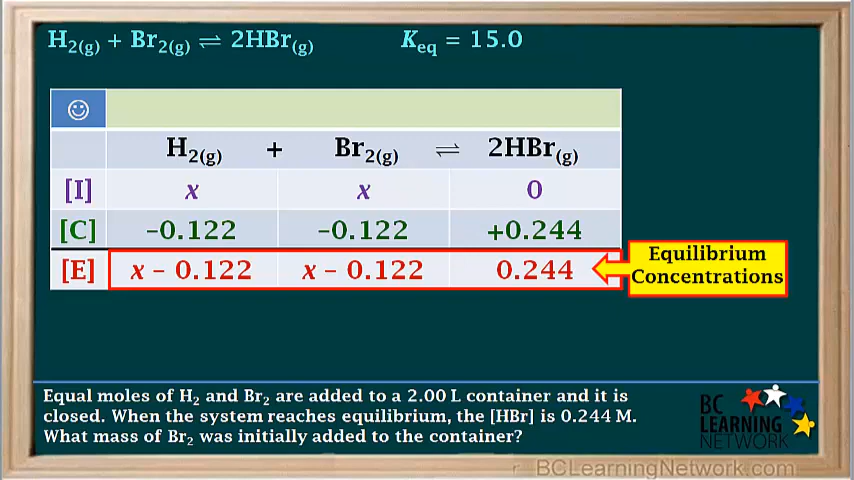 H2(g) + Br2(g) ⇌ 2HBr(g) Keq = 15.0
☺
H2(g) + Br2(g) ⇌ 2HBr(g)
[I] x x 0
[C] –0.122 –0.122 +0.244
[E] x – 0.122 x – 0.122 0.244
Equilibrium
Concentrations
Equal moles of H2 and Br2 are added to a 2.00 L container and it is
closed. When the system reaches equilibrium, the [HBr] is 0.244 M.
What mass of Br2 was initially added to the container?
BC
LEARNING
NETWORK
r BCLearningNetwork.com